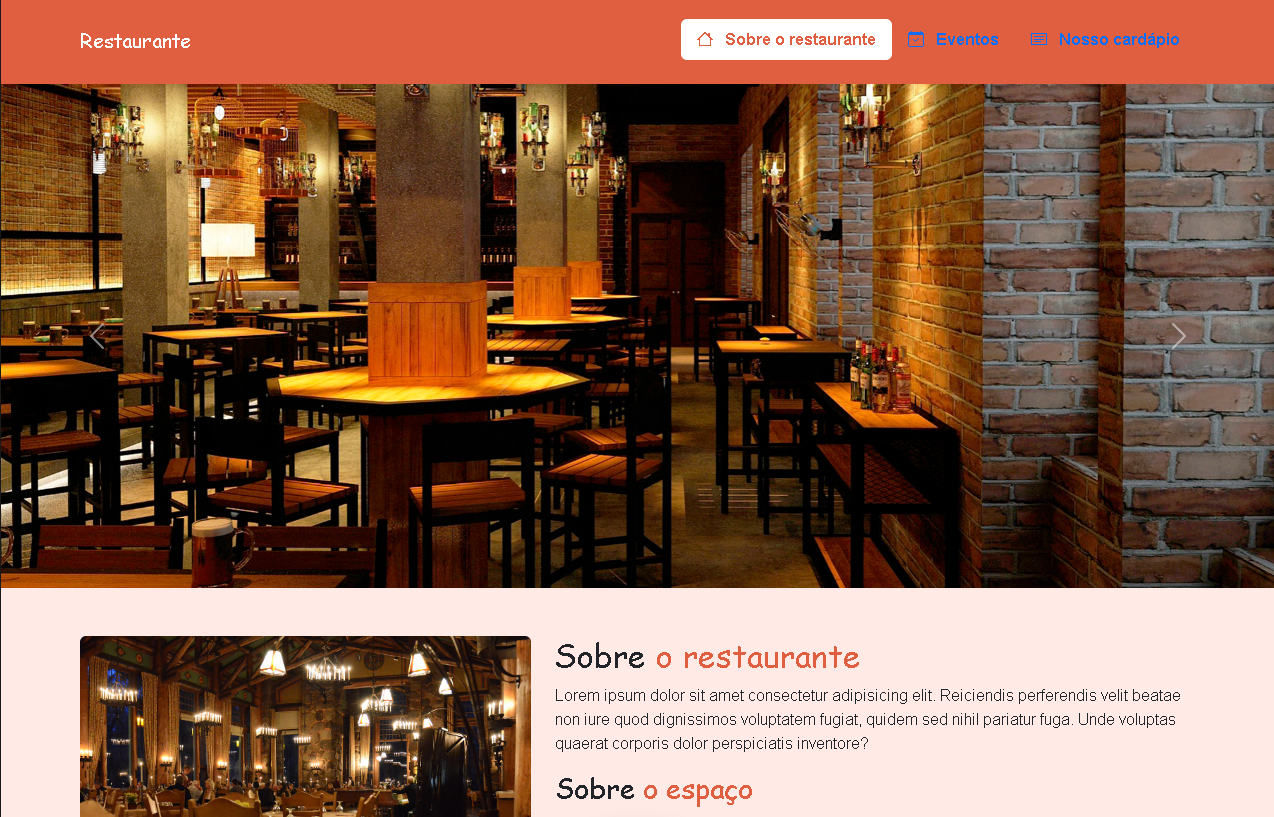 Restaurante
Sobre o restaurante
Eventos
Nosso cardápio
Sobre o restaurante
Lorem ipsum dolor sit amet consectetur adipisicing elit. Reiciendis perferendis velit beatae
non iure quod dignissimos voluptatem fugiat, quidem sed nihil pariatur fuga. Unde voluptas
quaerat corporis dolor perspiciatis inventore?
Sobre o espaço